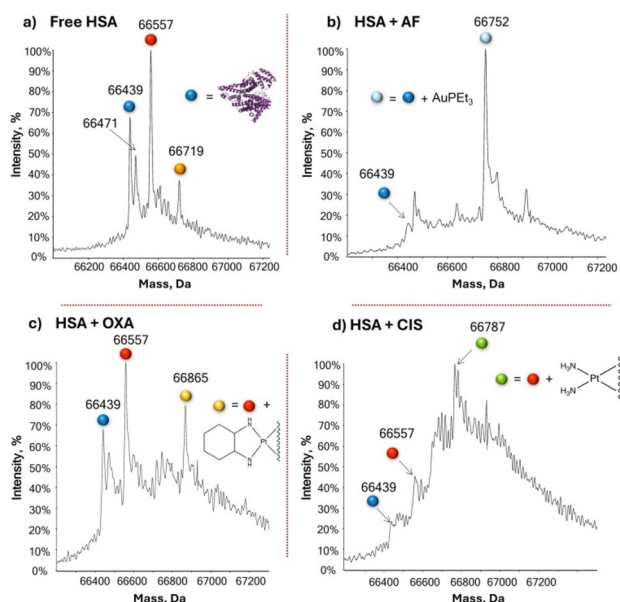 a) Free HSA
66557
66439
66471
66719
=
Intensity, %
100%
90%
80%
70%
60%
50%
40%
30%
20%
10%
0%
66200 66400 66600 66800 67000 67200
Mass, Da
b) HSA + AF
66752
= + AuPEt₃
66439
Intensity, %
100%
90%
80%
70%
60%
50%
40%
30%
20%
10%
0%
66400 66600 66800 67000 67200
Mass, Da
c) HSA + OXA
66557
66439
66865
= +
H
N
Pt
N
H
Intensity, %
100%
90%
80%
70%
60%
50%
40%
30%
20%
10%
0%
66400 66600 66800 67000 67200
Mass, Da
d) HSA + CIS
66787
= +
H₃N
Pt
H₃N
66557
66439
Intensity, %
100%
90%
80%
70%
60%
50%
40%
30%
20%
10%
0%
66400 66600 66800 67000 67200
Mass, Da